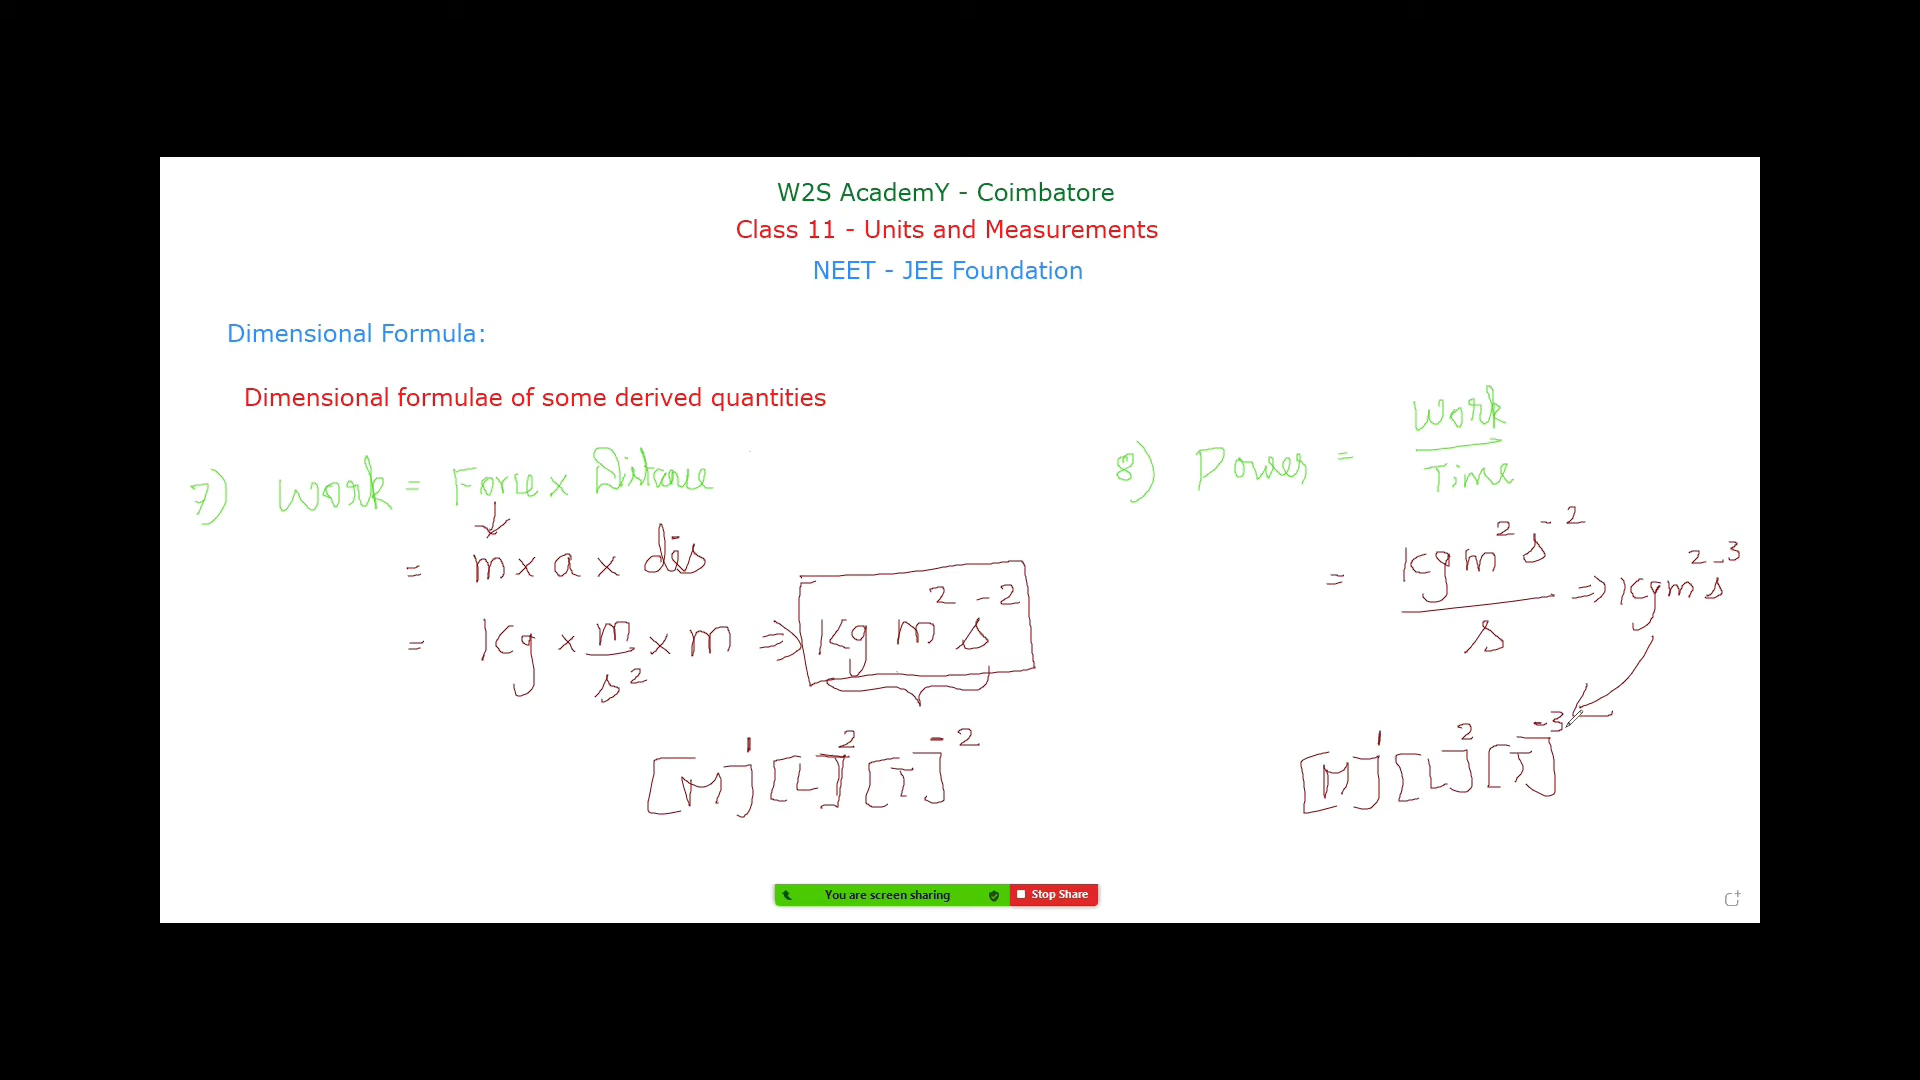 W2S AcademY - Coimbatore
Class 11 - Units and Measurements
NEET - JEE Foundation
Dimensional Formula:
Dimensional formulae of some derived quantities
7) Work = Force x Distance
= m x a x dis
= Kg x m/s² x m ⇒ Kg m² s⁻²
[M]¹ [L]² [T]⁻²
8) Power = Work/Time
= kg m² s⁻²/s ⇒ kg m² s⁻³
[M]¹ [L]² [T]⁻³
You are screen sharing
Stop Share